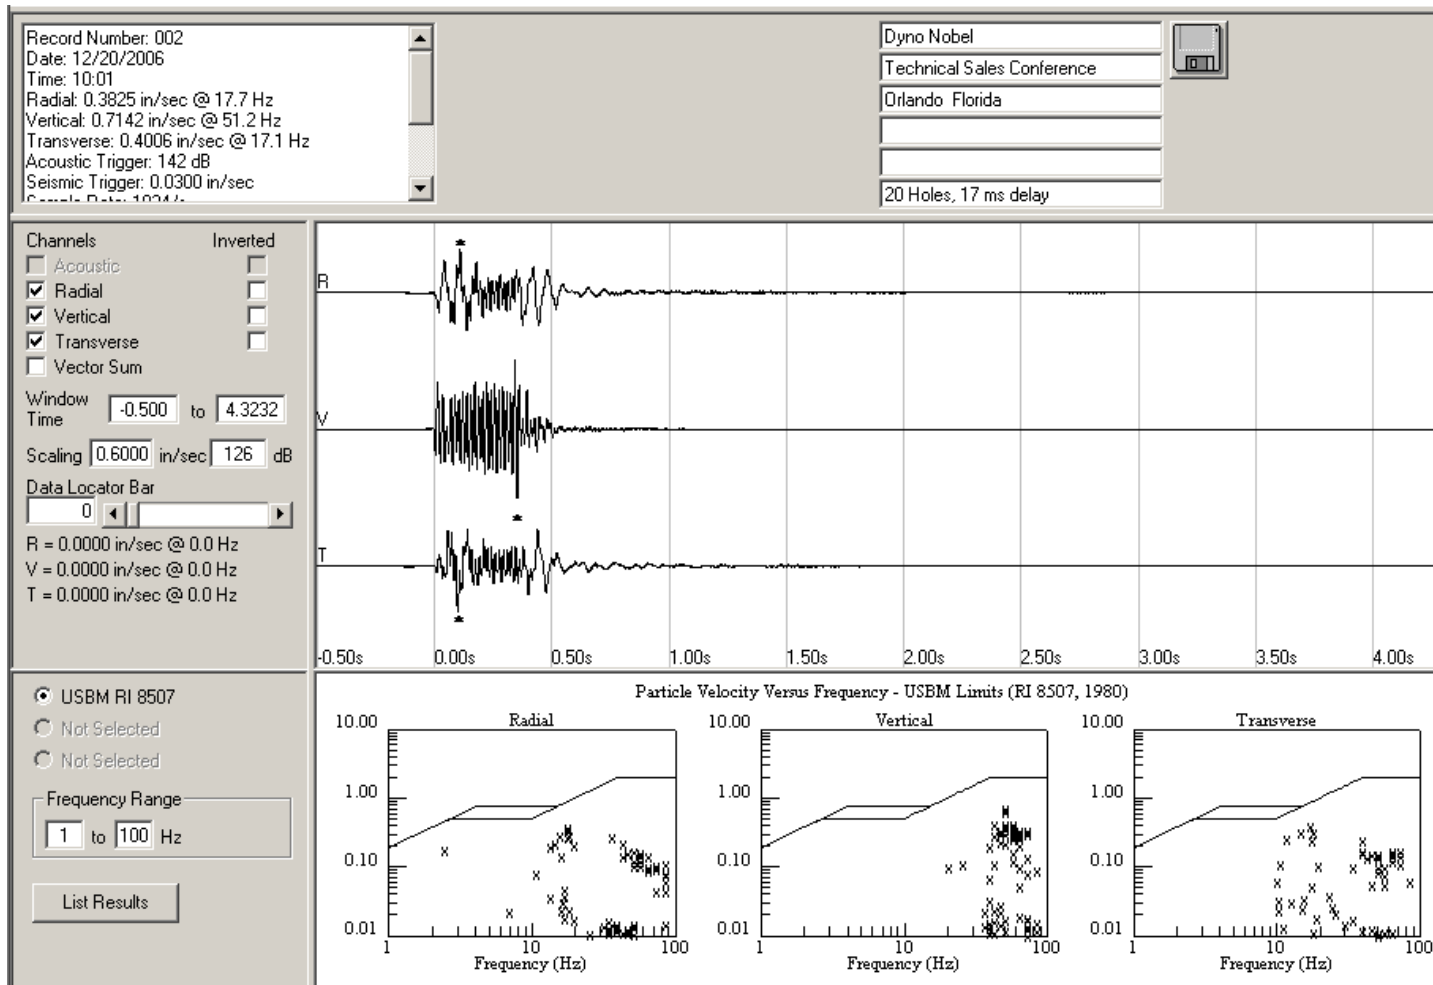 Record Number: 002
Date: 12/20/2006
Time: 10:01
Radial: 0.3825 in/sec @ 17.7 Hz
Vertical: 0.7142 in/sec @ 51.2 Hz
Transverse: 0.4006 in/sec @ 17.1 Hz
Acoustic Trigger: 142 dB
Seismic Trigger: 0.0300 in/sec
Dyno Nobel
Technical Sales Conference
Orlando Florida
20 Holes, 17 ms delay
Channels Inverted
Acoustic
Radial
Vertical
Transverse
Vector Sum
Window Time -0.500 to 4.3232
Scaling 0.6000 in/sec 126 dB
Data Locator Bar
0
R = 0.0000 in/sec @ 0.0 Hz
V = 0.0000 in/sec @ 0.0 Hz
T = 0.0000 in/sec @ 0.0 Hz
R
V
T
-0.50s 0.00s 0.50s 1.00s 1.50s 2.00s 2.50s 3.00s 3.50s 4.00s
USBM RI 8507
Not Selected
Not Selected
Frequency Range
1 to 100 Hz
List Results
Particle Velocity Versus Frequency - USBM Limits (RI 8507, 1980)
Radial
10.00
1.00
0.10
0.01
1 10 100
Frequency (Hz)
Vertical
10.00
1.00
0.10
0.01
1 10 100
Frequency (Hz)
Transverse
10.00
1.00
0.10
0.01
1 10 100
Frequency (Hz)